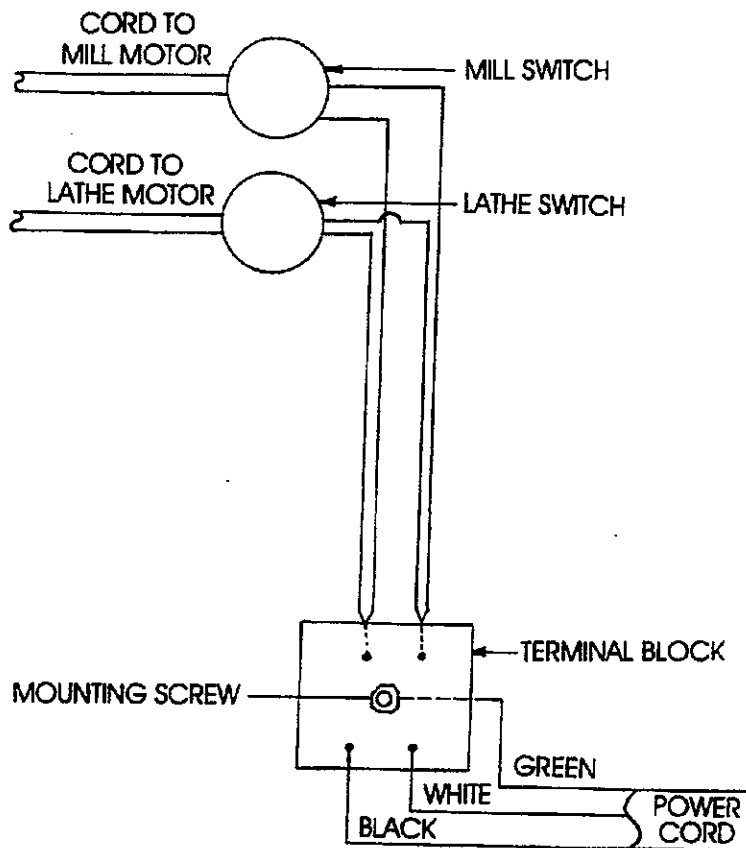 CORD TO
MILL MOTOR
MILL SWITCH
CORD TO
LATHE MOTOR
LATHE SWITCH
TERMINAL BLOCK
MOUNTING SCREW
GREEN
WHITE
POWER
CORD
BLACK